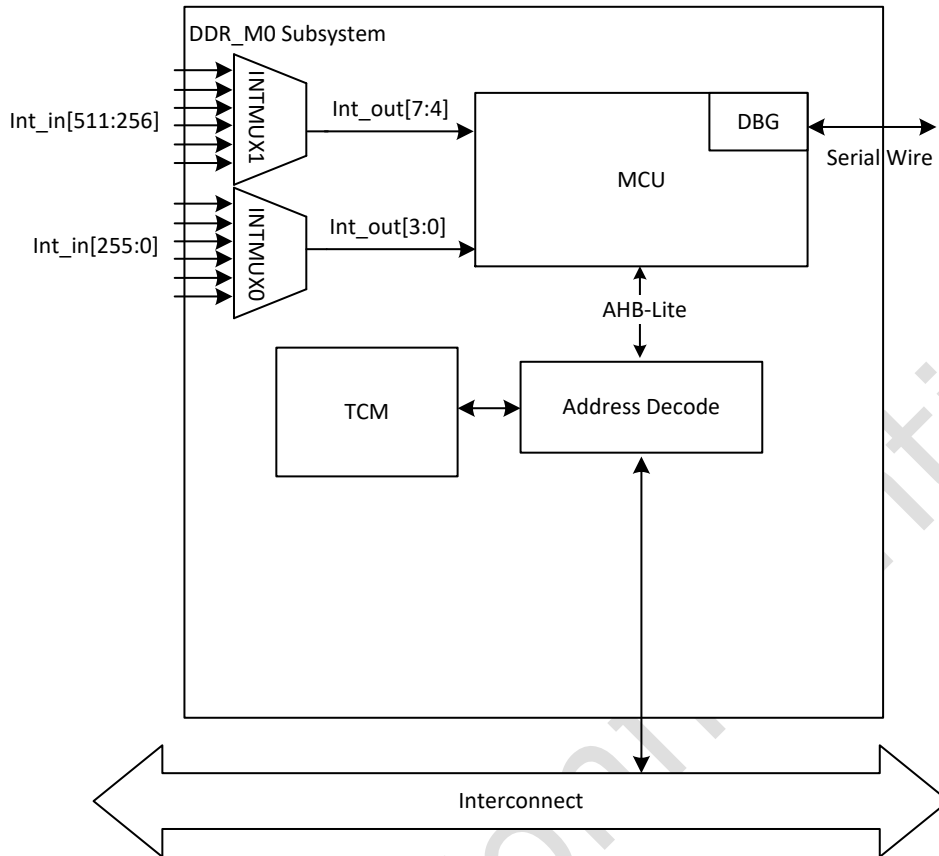 DDR_M0 Subsystem
Int_in[511:256]
INTMUX1
Int_out[7:4]
DBG
Serial Wire
MCU
Int_in[255:0]
INTMUX0
Int_out[3:0]
AHB-Lite
TCM
Address Decode
Interconnect